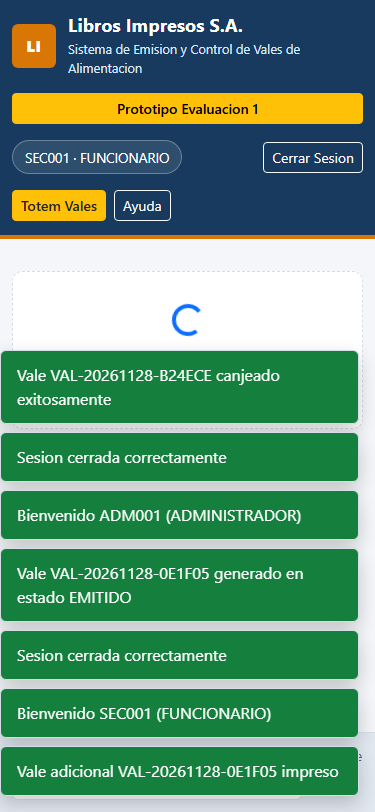 LI
Libros Impresos S.A.
Sistema de Emision y Control de Vales de
Alimentacion
Prototipo Evaluacion 1
SEC001 · FUNCIONARIO
Cerrar Sesion
Totem Vales
Ayuda
Vale VAL-20261128-B24ECE canjeado
exitosamente
Sesion cerrada correctamente
Bienvenido ADM001 (ADMINISTRADOR)
Vale VAL-20261128-0E1F05 generado en
estado EMITIDO
Sesion cerrada correctamente
Bienvenido SEC001 (FUNCIONARIO)
Vale adicional VAL-20261128-0E1F05 impreso